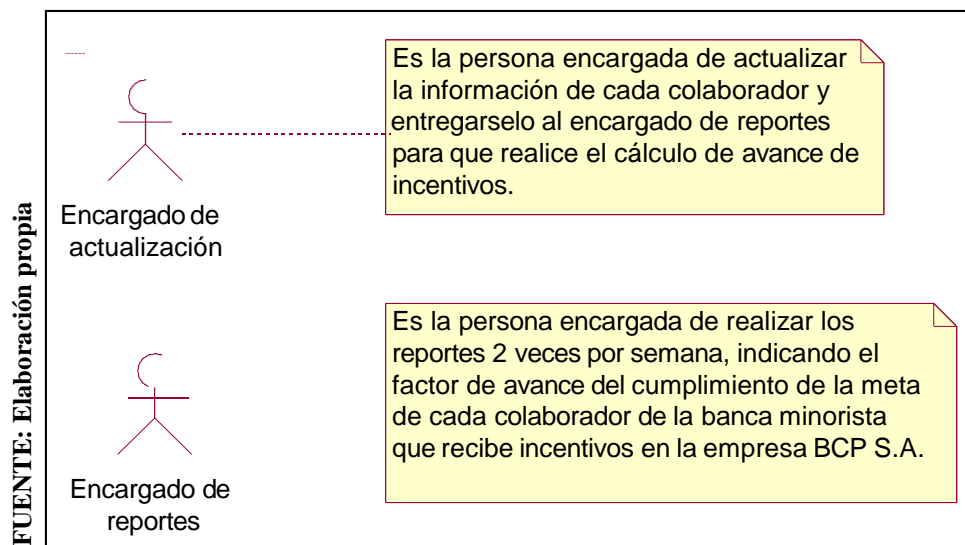 Es la persona encargada de actualizar
la información de cada colaborador y
entregarselo al encargado de reportes
para que realice el cálculo de avance de
incentivos.
Encargado de
actualización
Es la persona encargada de realizar los
reportes 2 veces por semana, indicando el
factor de avance del cumplimiento de la meta
de cada colaborador de la banca minorista
que recibe incentivos en la empresa BCP S.A.
Encargado de
reportes
FUENTE: Elaboración propia